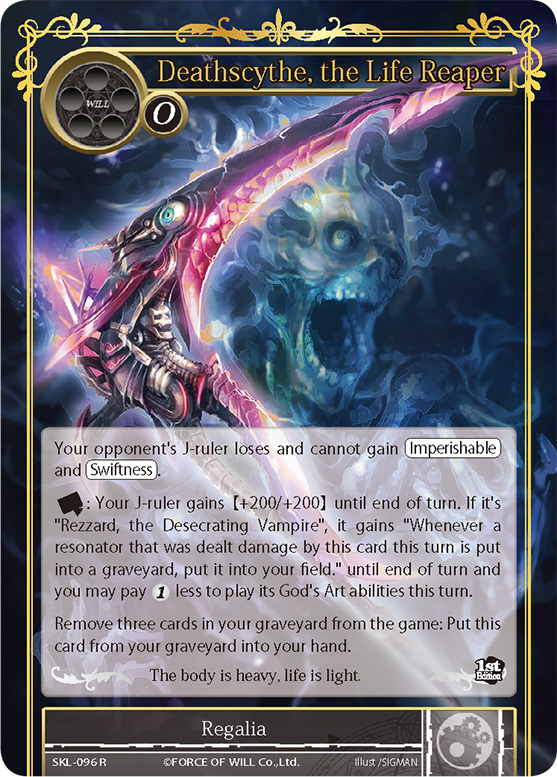 Deathscythe, the Life Reaper
WILL
0
Your opponent's J-ruler loses and cannot gain Imperishable
and Swiftness.
: Your J-ruler gains 【+200/+200】 until end of turn. If it's
"Rezzard, the Desecrating Vampire", it gains "Whenever a
resonator that was dealt damage by this card this turn is put
into a graveyard, put it into your field." until end of turn and
you may pay 1 less to play its God's Art abilities this turn.
Remove three cards in your graveyard from the game: Put this
card from your graveyard into your hand.
The body is heavy, life is light.
1st
Edition
Regalia
SKL-096 R ©FORCE OF WILL Co.,Ltd. Illust /SIGMAN